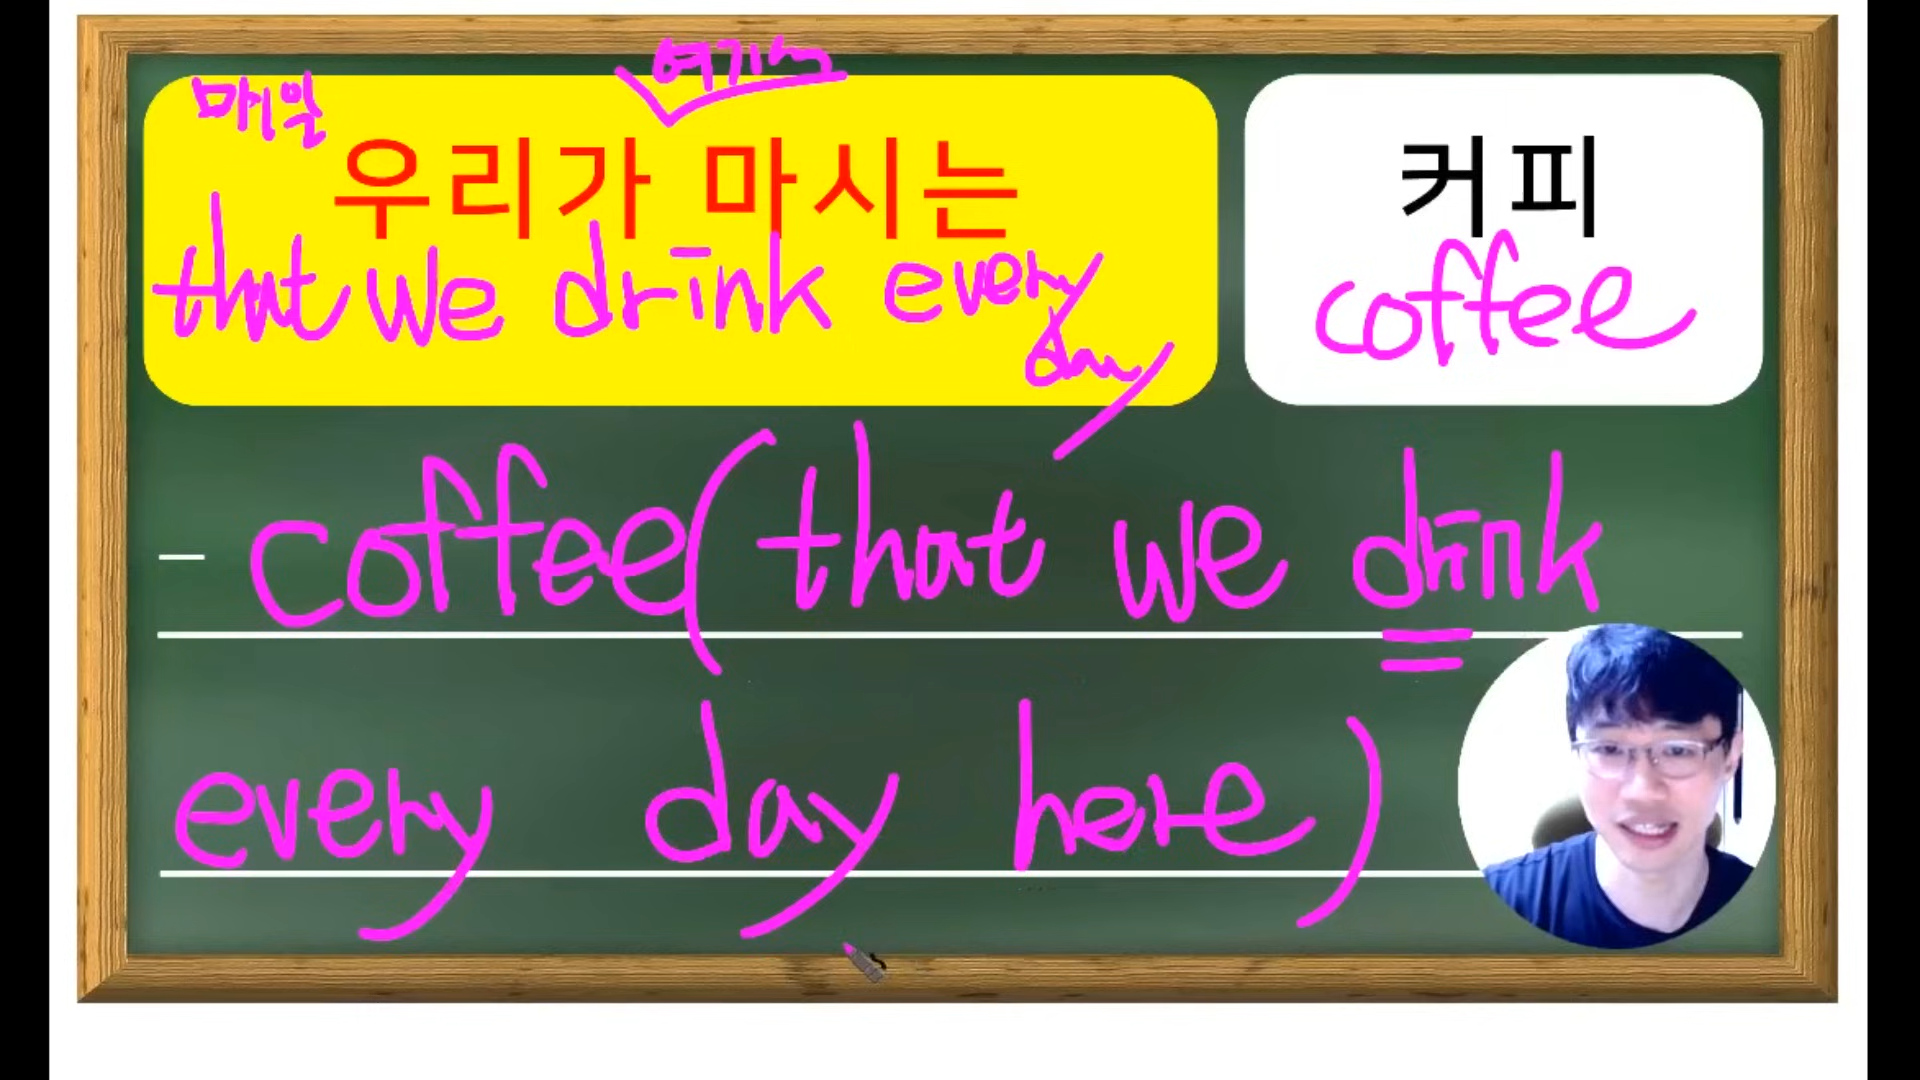 여기서
매일
우리가 마시는
커피
that we drink every
day
coffee
- coffee (that we drink
every day here)